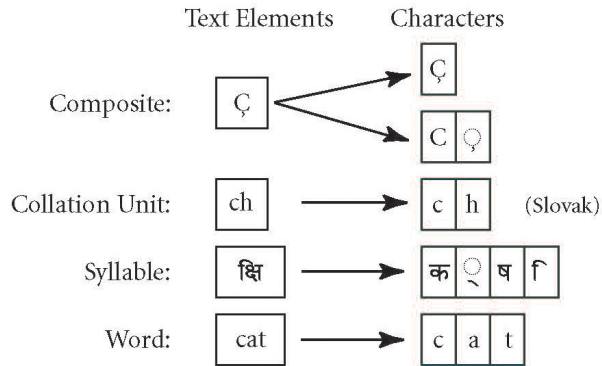 Text Elements Characters
Ç
Composite: Ç
C ◌̧
Collation Unit: ch c h (Slovak)
Syllable: क्षि क ◌् ष ि
Word: cat c a t